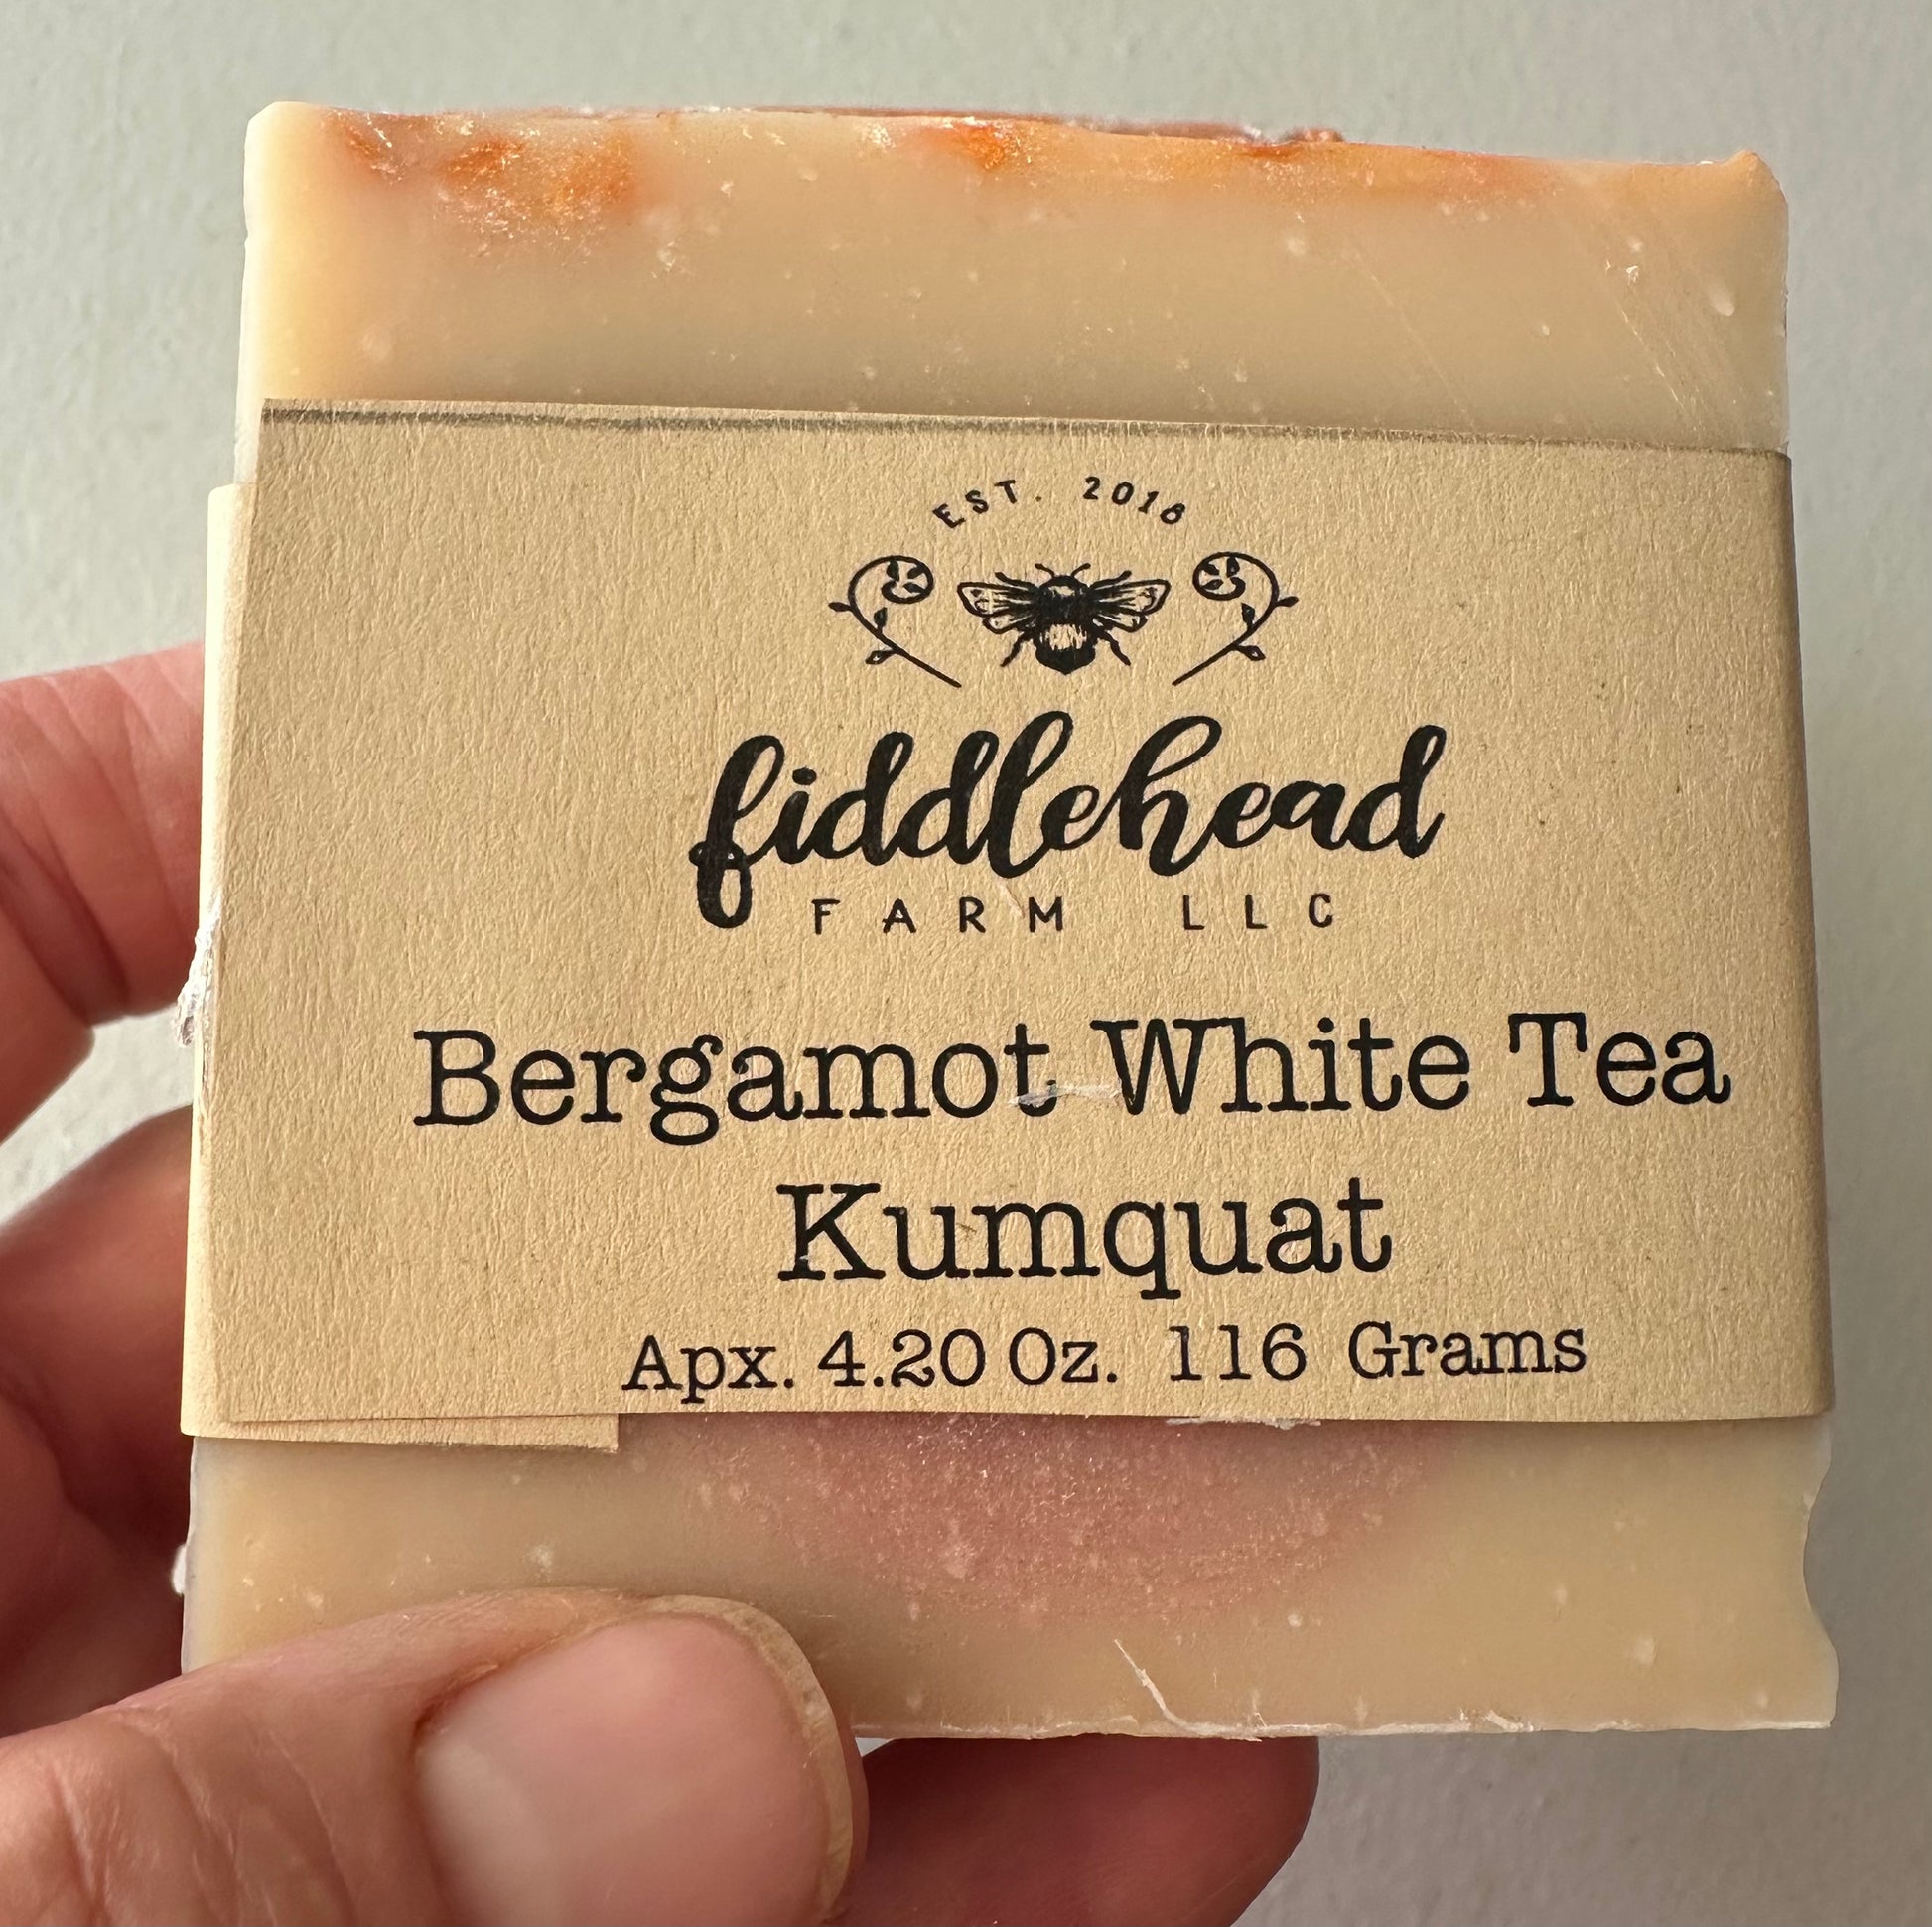 EST. 2018
fiddlehead
FARM LLC
Bergamot White Tea
Kumquat
Apx. 4.20 Oz. 116 Grams